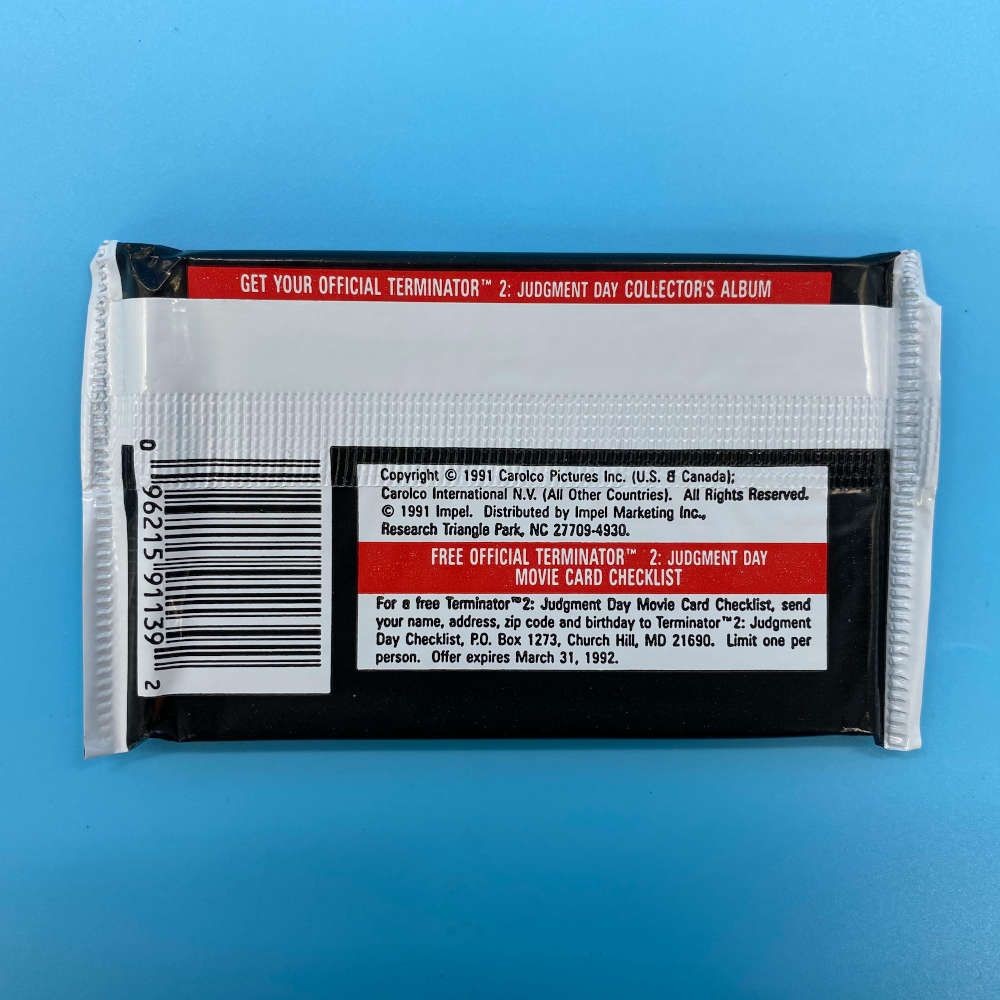 GET YOUR OFFICIAL TERMINATOR™ 2: JUDGMENT DAY COLLECTOR'S ALBUM
0 96215 91139 2
Copyright © 1991 Carolco Pictures Inc. (U.S. & Canada);
Carolco International N.V. (All Other Countries). All Rights Reserved.
© 1991 Impel. Distributed by Impel Marketing Inc.,
Research Triangle Park, NC 27709-4930.
FREE OFFICIAL TERMINATOR™ 2: JUDGMENT DAY
MOVIE CARD CHECKLIST
For a free Terminator™2: Judgment Day Movie Card Checklist, send
your name, address, zip code and birthday to Terminator™2: Judgment
Day Checklist, P.O. Box 1273, Church Hill, MD 21690. Limit one per
person. Offer expires March 31, 1992.